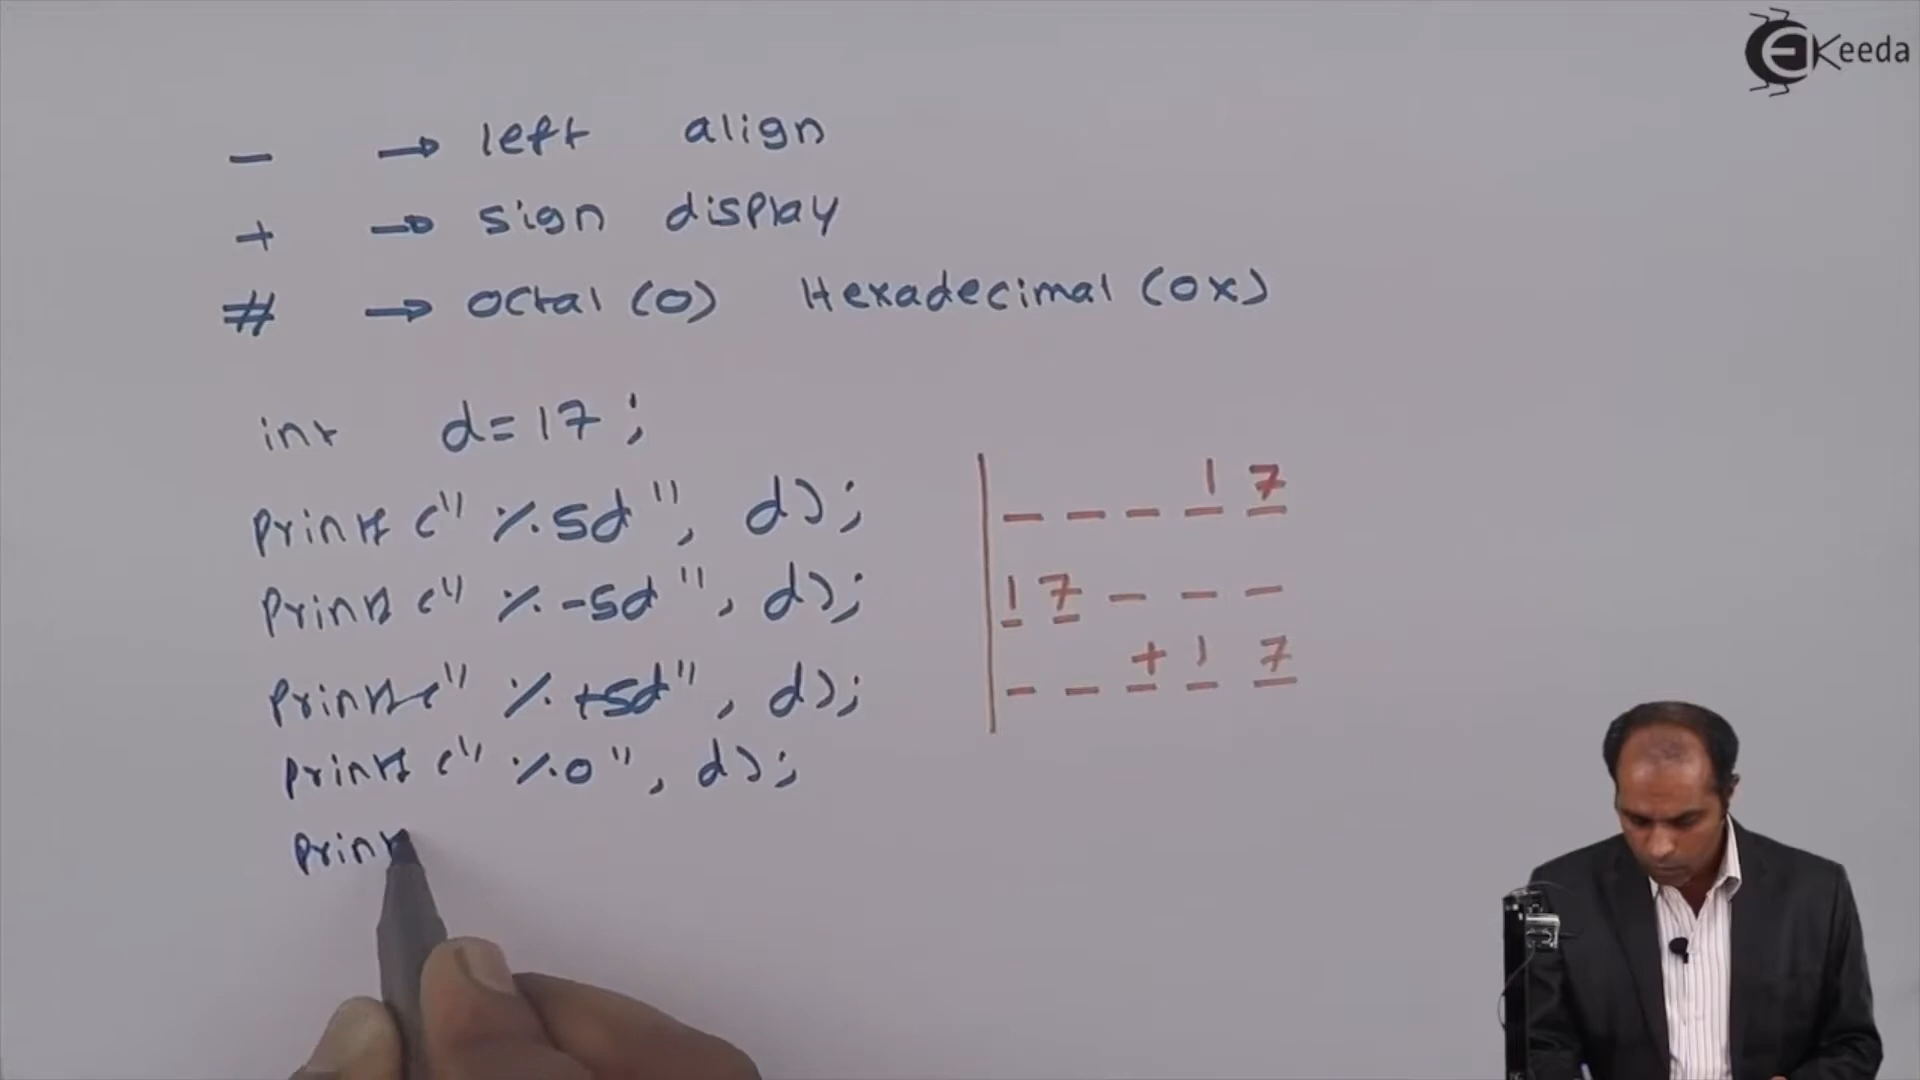 EKeeda
- → left align
+ → sign display
# → octal (0) Hexadecimal (0x)
int d=17;
printf ("%5d", d);
1 7
printf ("%-5d", d);
1 7
printf ("%+5d", d);
+ 1 7
printf ("%o", d);
print